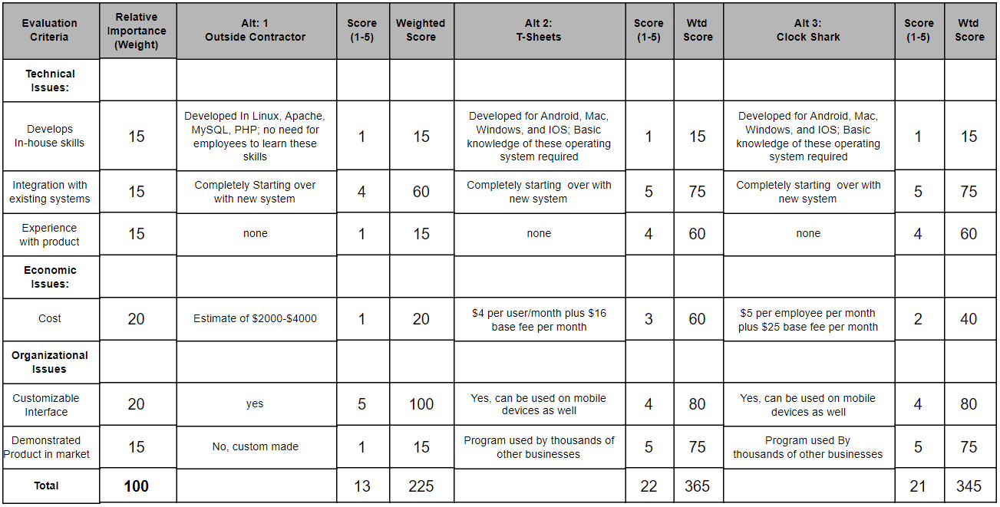 Evaluation Criteria | Relative Importance (Weight) | Alt: 1 Outside Contractor | Score (1-5) | Weighted Score | Alt 2: T-Sheets | Score (1-5) | Wtd Score | Alt 3: Clock Shark | Score (1-5) | Wtd Score
Technical Issues:
Develops In-house skills | 15 | Developed In Linux, Apache, MySQL, PHP; no need for employees to learn these skills | 1 | 15 | Developed for Android, Mac, Windows, and IOS; Basic knowledge of these operating system required | 1 | 15 | Developed for Android, Mac, Windows, and IOS; Basic knowledge of these operating system required | 1 | 15
Integration with existing systems | 15 | Completely Starting over with new system | 4 | 60 | Completely starting over with new system | 5 | 75 | Completely starting over with new system | 5 | 75
Experience with product | 15 | none | 1 | 15 | none | 4 | 60 | none | 4 | 60
Economic Issues:
Cost | 20 | Estimate of $2000-$4000 | 1 | 20 | $4 per user/month plus $16 base fee per month | 3 | 60 | $5 per employee per month plus $25 base fee per month | 2 | 40
Organizational Issues
Customizable Interface | 20 | yes | 5 | 100 | Yes, can be used on mobile devices as well | 4 | 80 | Yes, can be used on mobile devices as well | 4 | 80
Demonstrated Product in market | 15 | No, custom made | 1 | 15 | Program used by thousands of other businesses | 5 | 75 | Program used By thousands of other businesses | 5 | 75
Total | 100 | 13 | 225 | 22 | 365 | 21 | 345